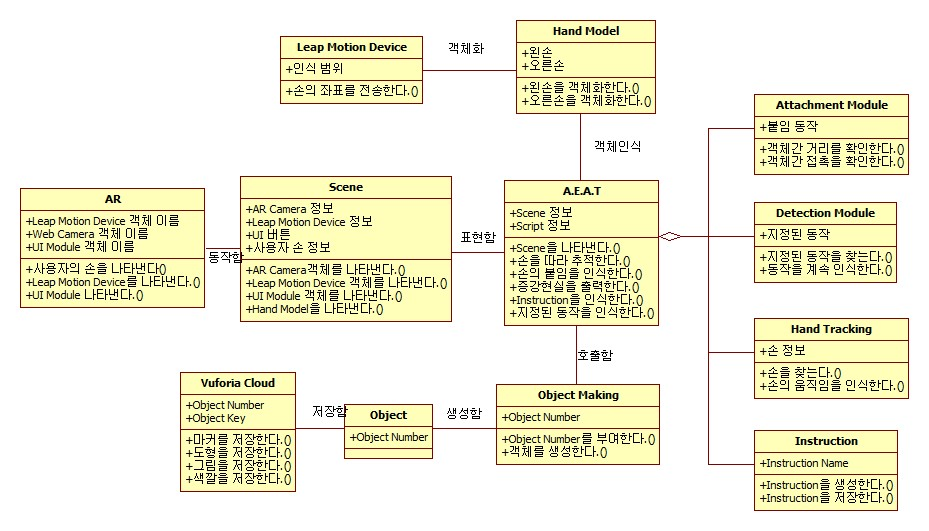 Leap Motion Device
+인식 범위
+손의 좌표를 전송한다.()
객체화
Hand Model
+왼손
+오른손
+왼손을 객체화한다.()
+오른손을 객체화한다.()
객체인식
Attachment Module
+붙임 동작
+객체간 거리를 확인한다.()
+객체간 접촉을 확인한다.()
AR
+Leap Motion Device 객체 이름
+Web Camera 객체 이름
+UI Module 객체 이름
+사용자의 손을 나타낸다.()
+Leap Motion Device를 나타낸다.()
+UI Module 나타낸다.()
동작함
Scene
+AR Camera 정보
+Leap Motion Device 정보
+UI 버튼
+사용자 손 정보
+AR Camera객체를 나타낸다.()
+Leap Motion Device 객체를 나타낸다.()
+UI Module 객체를 나타낸다.()
+Hand Model을 나타낸다.()
표현함
A.E.A.T
+Scene 정보
+Script 정보
+Scene을 나타낸다.()
+손을 따라 추적한다.()
+손의 붙임을 인식한다.()
+증강현실을 출력한다.()
+Instruction을 인식한다.()
+지정된 동작을 인식한다.()
Detection Module
+지정된 동작
+지정된 동작을 찾는다.()
+동작을 계속 인식한다.()
Hand Tracking
+손 정보
+손을 찾는다.()
+손의 움직임을 인식한다.()
호출함
Vuforia Cloud
+Object Number
+Object Key
+마커를 저장한다.()
+도형을 저장한다.()
+그림을 저장한다.()
+색깔을 저장한다.()
저장함
Object
+Object Number
생성함
Object Making
+Object Number
+Object Number를 부여한다.()
+객체를 생성한다.()
Instruction
+Instruction Name
+Instruction을 생성한다.()
+Instruction을 저장한다.()